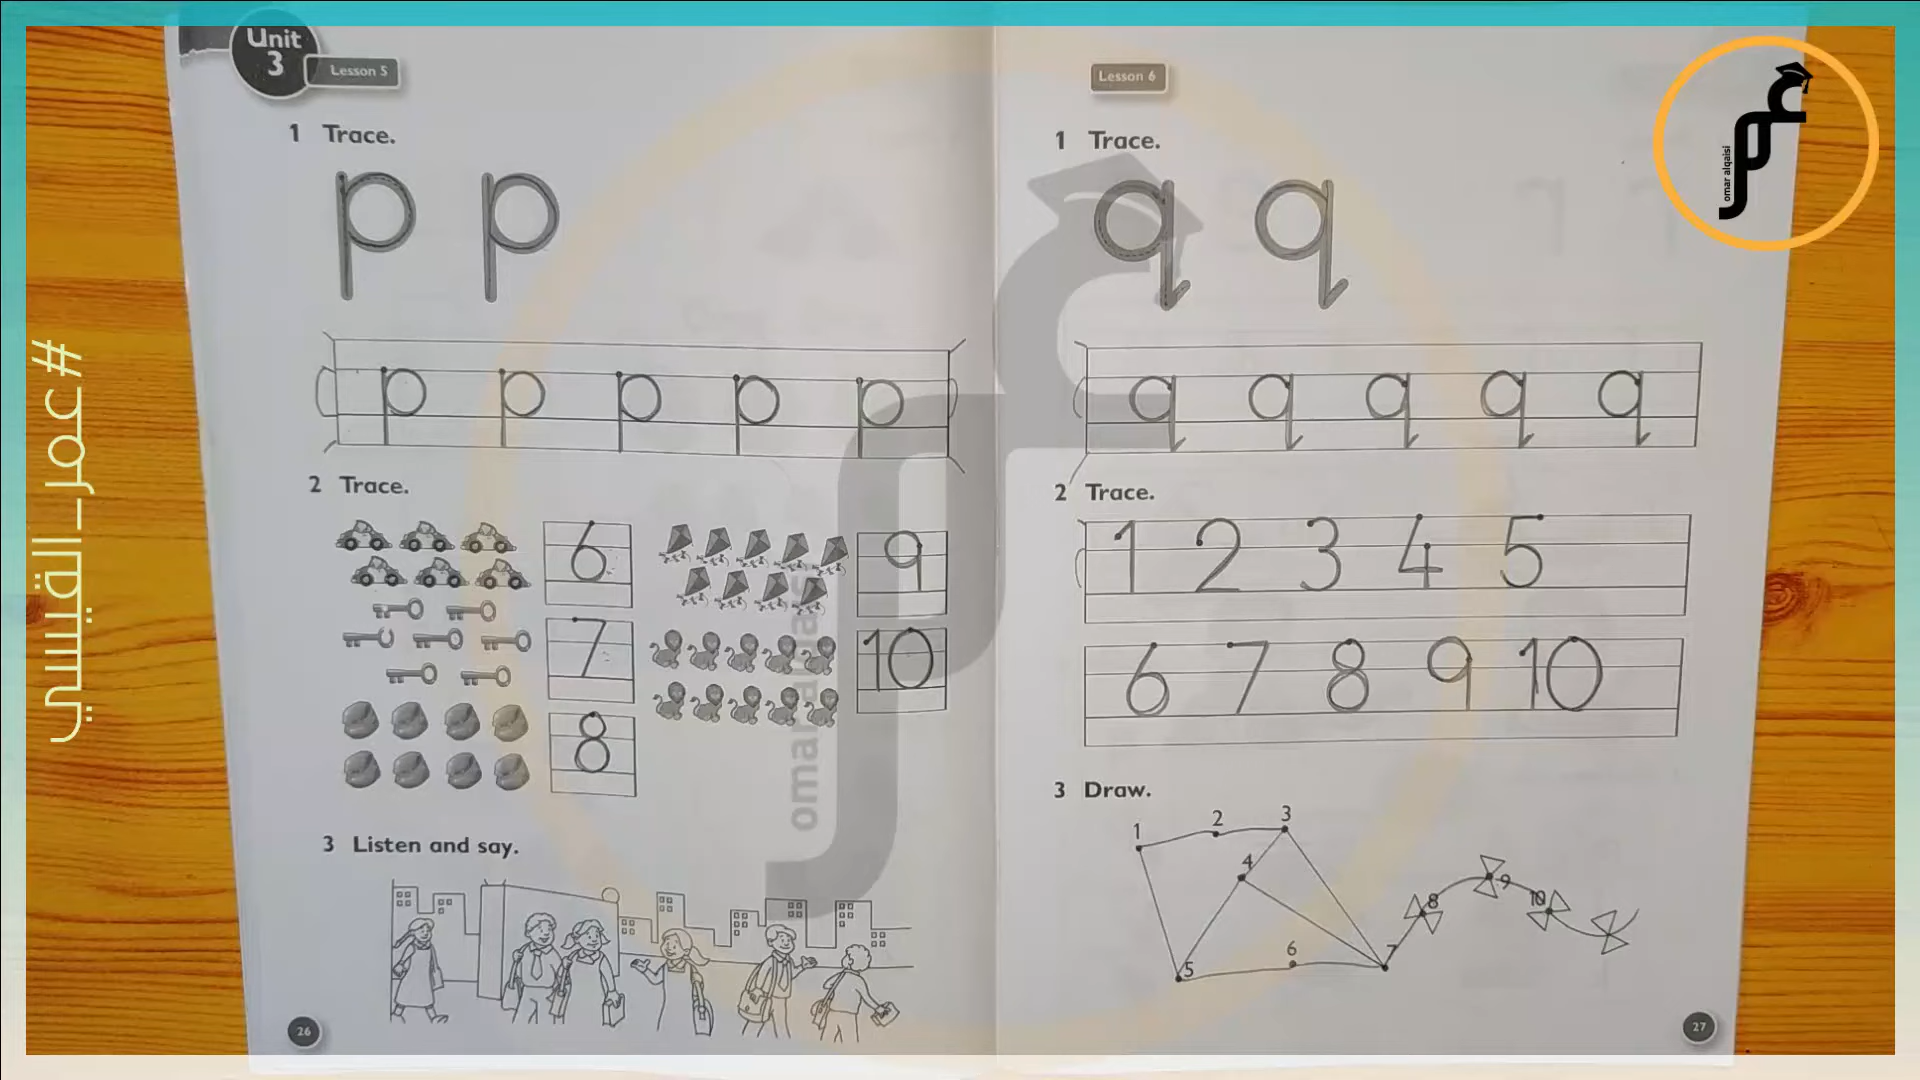 Unit
3
Lesson 5
1 Trace.
p p
p p p p p
2 Trace.
6
7
8
9
10
3 Listen and say.
26
Lesson 6
1 Trace.
q q
q q q q q
2 Trace.
1 2 3 4 5
6 7 8 9 10
3 Draw.
1 2 3 4 5 6 7 8 9 10
27
عمر
omar alqaisi
#عمر_القيسي